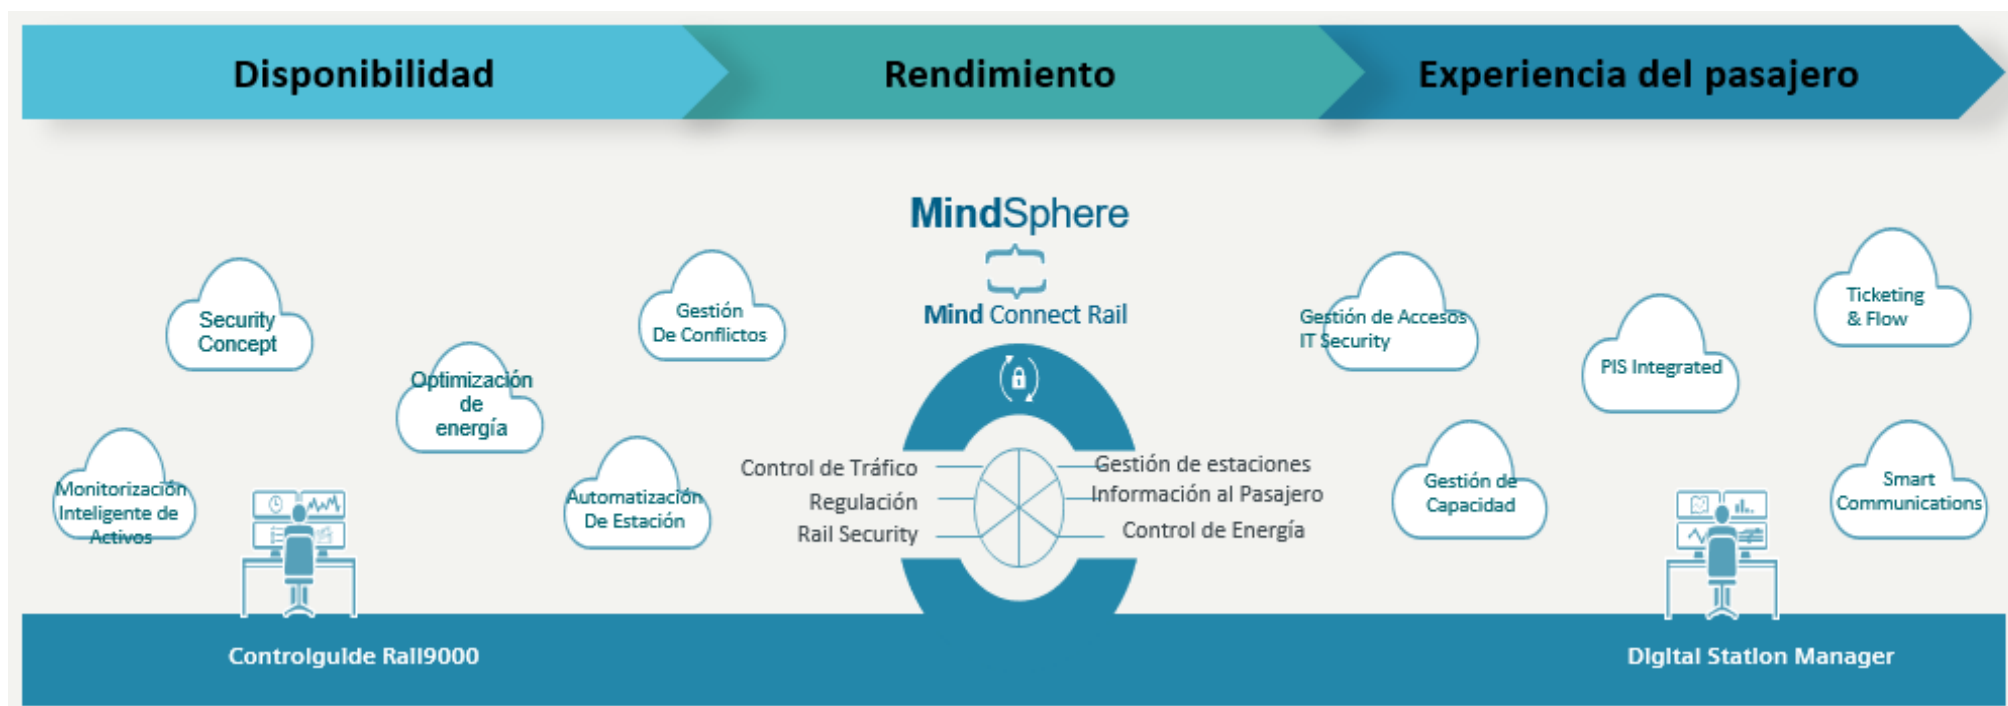 Disponibilidad
Rendimiento
Experiencia del pasajero
MindSphere
Mind Connect Rail
Security
Concept
Optimización
de
energía
Gestión
De Conflictos
Monitorización
Inteligente de
Activos
Automatización
De Estación
Control de Tráfico
Regulación
Rail Security
Gestión de estaciones
Información al Pasajero
Control de Energía
Gestión de Accesos
IT Security
PIS Integrated
Ticketing
& Flow
Gestión de
Capacidad
Smart
Communications
Controlguide Rail9000
Digital Station Manager